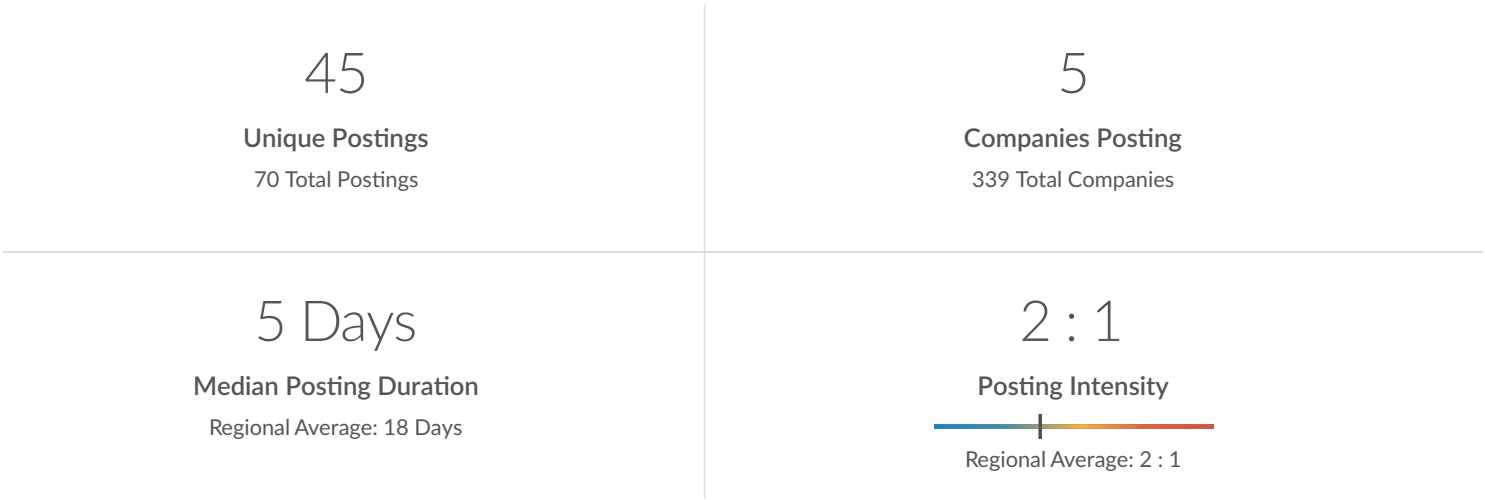 45
Unique Postings
70 Total Postings
5
Companies Posting
339 Total Companies
5 Days
Median Posting Duration
Regional Average: 18 Days
2 : 1
Posting Intensity
Regional Average: 2 : 1